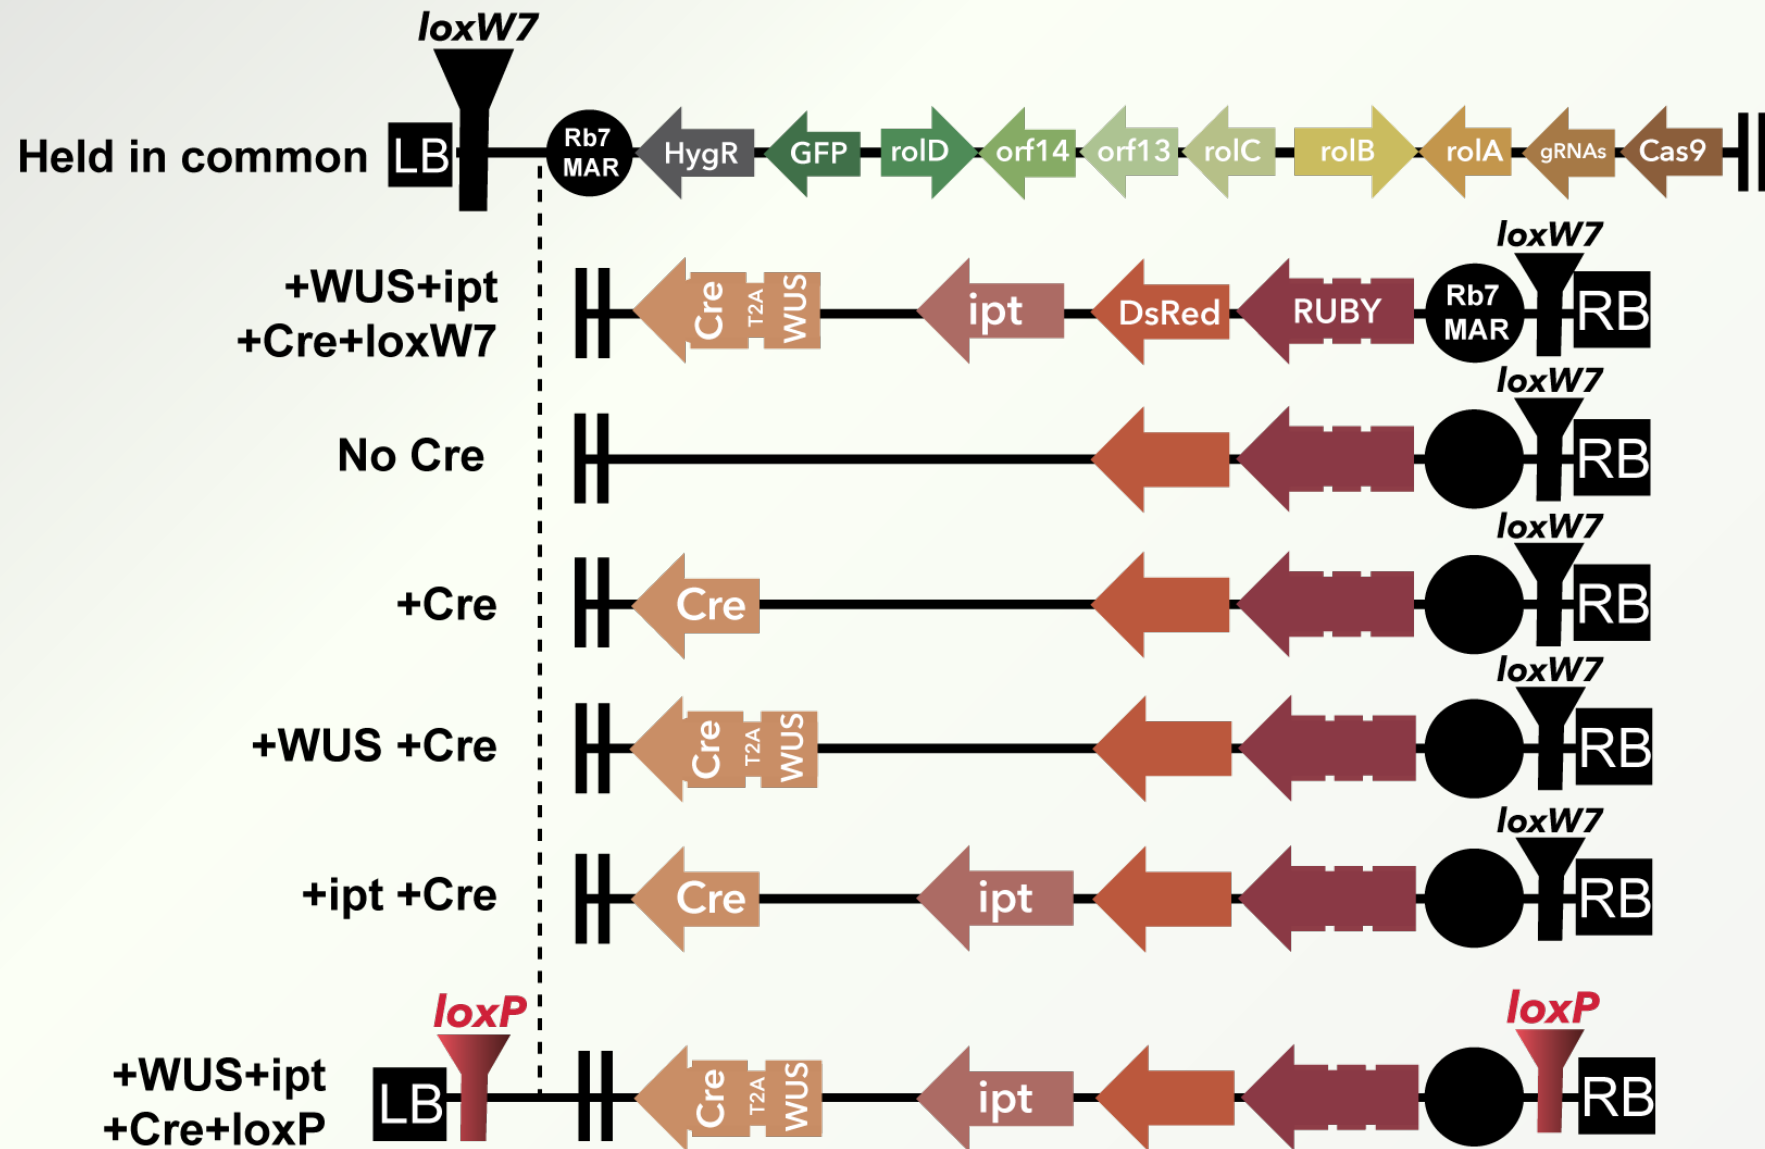 loxW7
Held in common LB Rb7 MAR HygR GFP rolD orf14 orf13 rolC rolB rolA gRNAs Cas9
loxW7
+WUS+ipt
+Cre+loxW7
Cre T2A WUS ipt DsRed RUBY Rb7 MAR RB
loxW7
No Cre RB
loxW7
+Cre Cre RB
loxW7
+WUS +Cre Cre T2A WUS RB
loxW7
+ipt +Cre Cre ipt RB
loxP loxP
+WUS+ipt
+Cre+loxP
LB Cre T2A WUS ipt RB